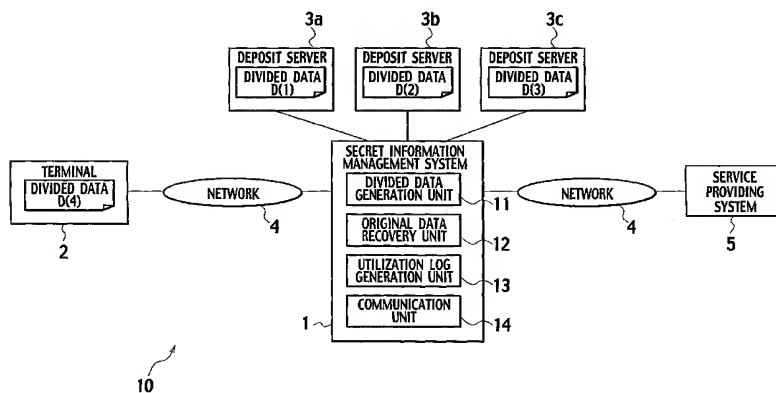 3a
3b
3c
DEPOSIT SERVER
DIVIDED DATA
D(1)
DEPOSIT SERVER
DIVIDED DATA
D(2)
DEPOSIT SERVER
DIVIDED DATA
D(3)
TERMINAL
DIVIDED DATA
D(4)
2
NETWORK
4
SECRET INFORMATION
MANAGEMENT SYSTEM
DIVIDED DATA
GENERATION UNIT
11
ORIGINAL DATA
RECOVERY UNIT
12
UTILIZATION LOG
GENERATION UNIT
13
COMMUNICATION
UNIT
14
1
NETWORK
4
SERVICE
PROVIDING
SYSTEM
5
10